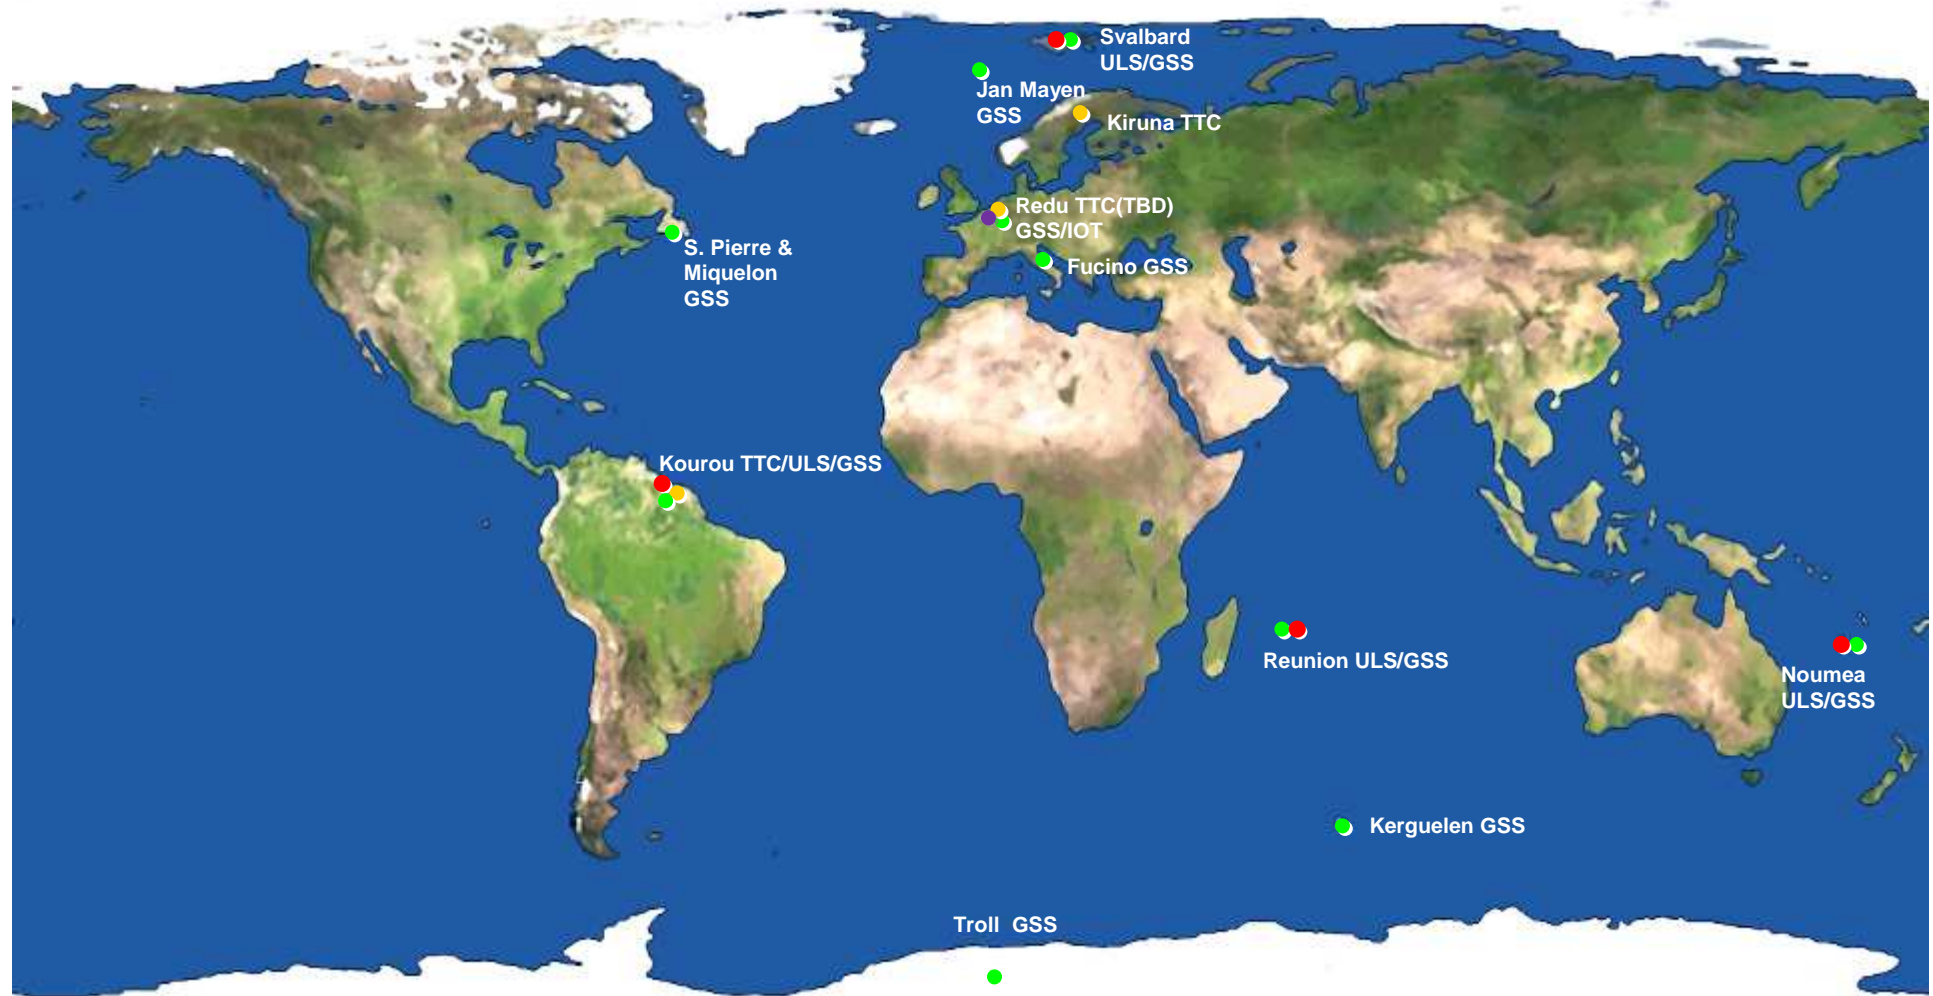 Svalbard
ULS/GSS
Jan Mayen
GSS
Kiruna TTC
Redu TTC(TBD)
GSS/IOT
S. Pierre &
Miquelon
GSS
Fucino GSS
Kourou TTC/ULS/GSS
Reunion ULS/GSS
Noumea
ULS/GSS
Kerguelen GSS
Troll  GSS